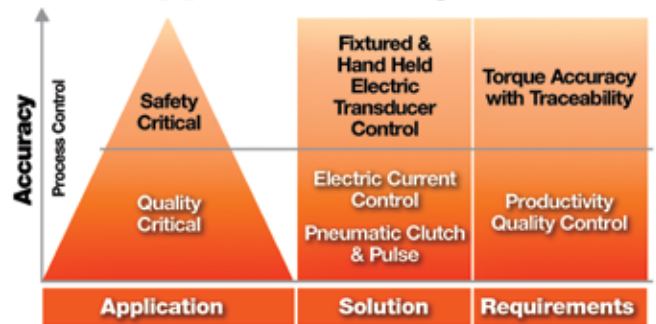 Accuracy
Process Control
Safety
Critical
Quality
Critical
Fixtured &
Hand Held
Electric
Transducer
Control
Electric Current
Control
Pneumatic Clutch
& Pulse
Torque Accuracy
with Traceability
Productivity
Quality Control
Application
Solution
Requirements